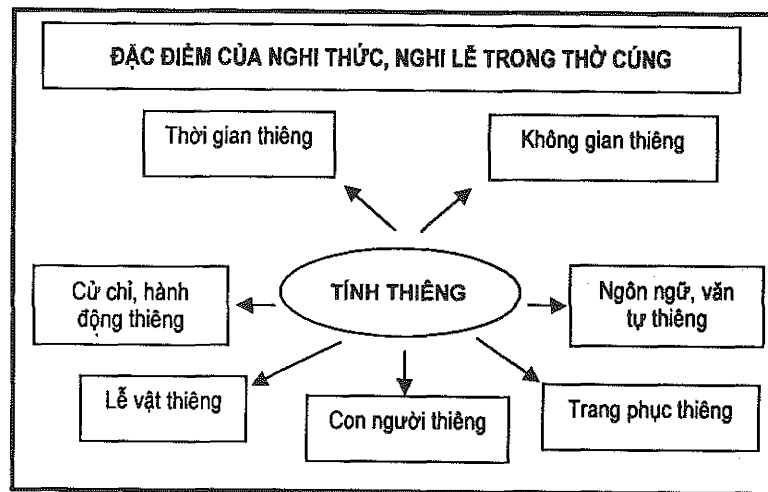 ĐẶC ĐIỂM CỦA NGHI THỨC, NGHI LỄ TRONG THỜ CÚNG
Thời gian thiêng
Không gian thiêng
Cử chỉ, hành
động thiêng
TÍNH THIÊNG
Ngôn ngữ, văn
tự thiêng
Lễ vật thiêng
Con người thiêng
Trang phục thiêng